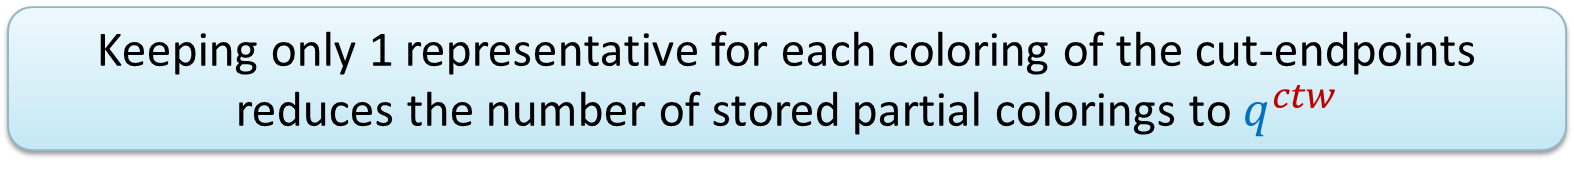 Keeping only 1 representative for each coloring of the cut-endpoints
reduces the number of stored partial colorings to q^ctw